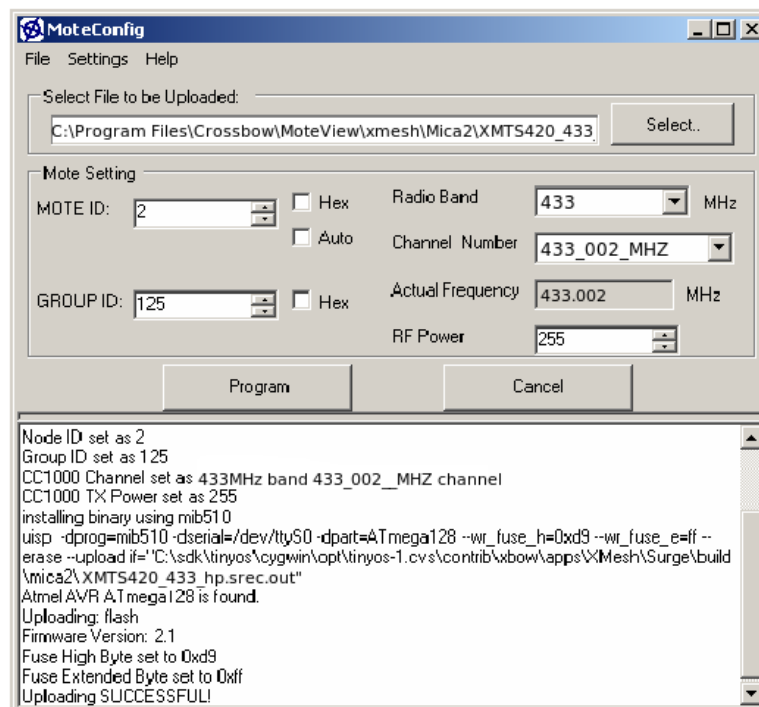 MoteConfig
File Settings Help
Select File to be Uploaded:
C:\Program Files\Crossbow\MoteView\xmesh\Mica2\XMTS420_433_
Select..
Mote Setting
MOTE ID: 2
Hex
Auto
Radio Band 433 MHz
Channel Number 433_002_MHZ
GROUP ID: 125
Hex
Actual Frequency 433.002 MHz
RF Power 255
Program
Cancel
Node ID set as 2
Group ID set as 125
CC1000 Channel set as 433MHz band 433_002__MHZ channel
CC1000 TX Power set as 255
installing binary using mib510
uisp -dprog=mib510 -dserial=/dev/ttyS0 -dpart=ATmega128 --wr_fuse_h=0xd9 --wr_fuse_e=ff --
erase --upload if="C:\sdk\tinyos\cygwin\opt\tinyos-1.cvs\contrib\xbow\apps\XMesh\Surge\build
\mica2\XMTS420_433_hp.srec.out"
Atmel AVR ATmega128 is found.
Uploading: flash
Firmware Version: 2.1
Fuse High Byte set to 0xd9
Fuse Extended Byte set to 0xff
Uploading SUCCESSFUL!